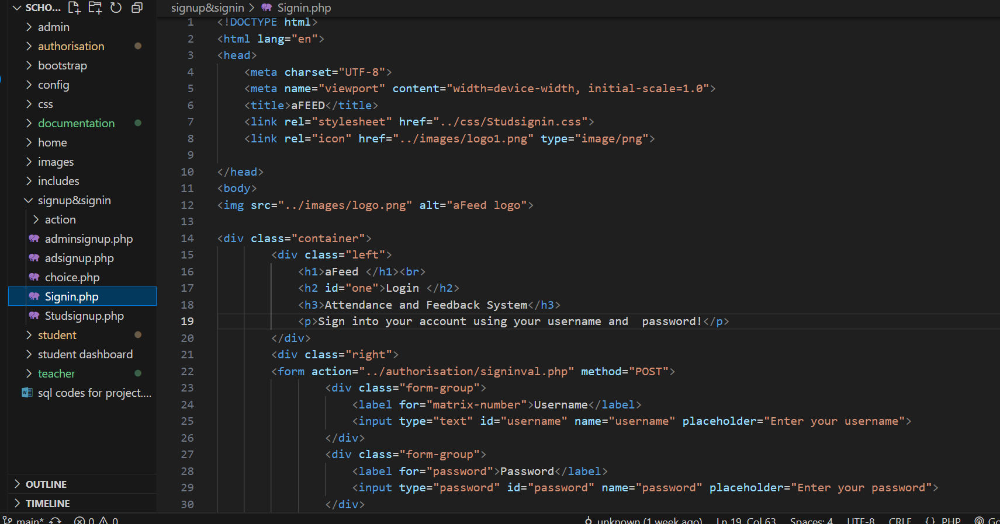 SCHO...
admin
authorisation
bootstrap
config
css
documentation
home
images
includes
signup&signin
action
adminsignup.php
adsignup.php
choice.php
Signin.php
Studsignup.php
student
student dashboard
teacher
sql codes for project....
OUTLINE
TIMELINE
signup&signin > Signin.php
1 <!DOCTYPE html>
2 <html lang="en">
3 <head>
4 <meta charset="UTF-8">
5 <meta name="viewport" content="width=device-width, initial-scale=1.0">
6 <title>aFEED</title>
7 <link rel="stylesheet" href="../css/Studsignin.css">
8 <link rel="icon" href="../images/logo1.png" type="image/png">
9
10 </head>
11 <body>
12 <img src="../images/logo.png" alt="aFeed logo">
13
14 <div class="container">
15 <div class="left">
16 <h1>aFeed </h1><br>
17 <h2 id="one">Login </h2>
18 <h3>Attendance and Feedback System</h3>
19 <p>Sign into your account using your username and  password!</p>
20 </div>
21 <div class="right">
22 <form action="../authorisation/signinval.php" method="POST">
23 <div class="form-group">
24 <label for="matrix-number">Username</label>
25 <input type="text" id="username" name="username" placeholder="Enter your username">
26 </div>
27 <div class="form-group">
28 <label for="password">Password</label>
29 <input type="password" id="password" name="password" placeholder="Enter your password">
30 </div>
main* 0 0 unknown (1 week ago) Ln 19, Col 63 Spaces: 4 UTF-8 CRLF {} PHP Go